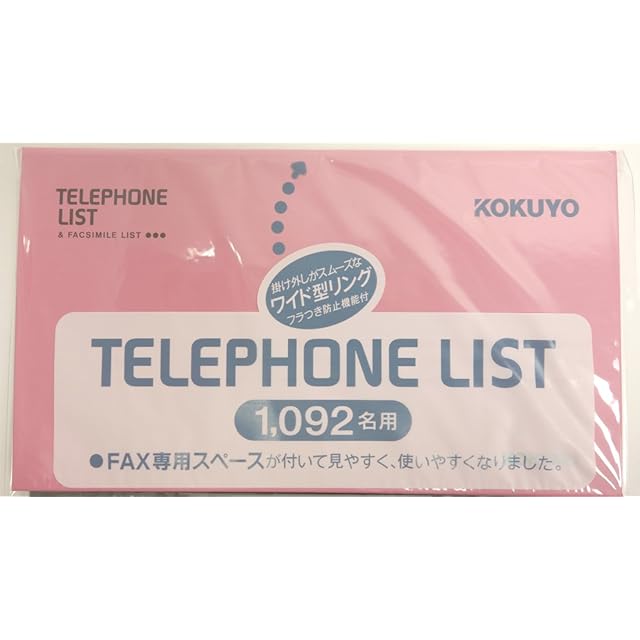 TELEPHONE
LIST
& FACSIMILE LIST ●●●
KOKUYO
掛け外しがスムーズな
ワイド型リング
フラつき防止機能付
TELEPHONE LIST
1,092名用
●FAX専用スペースが付いて見やすく、使いやすくなりました。